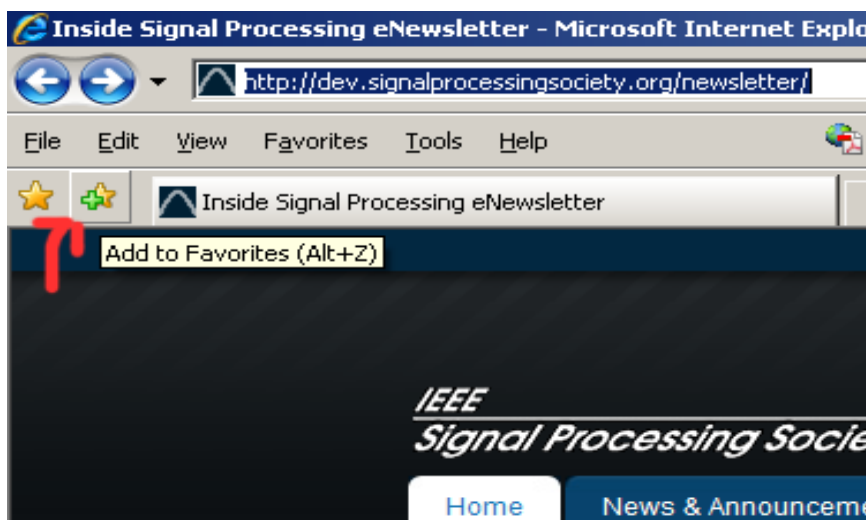 Inside Signal Processing eNewsletter - Microsoft Internet Explo
http://dev.signalprocessingsociety.org/newsletter/
File Edit View Favorites Tools Help
Inside Signal Processing eNewsletter
Add to Favorites (Alt+Z)
IEEE
Signal Processing Socie
Home News & Announceme